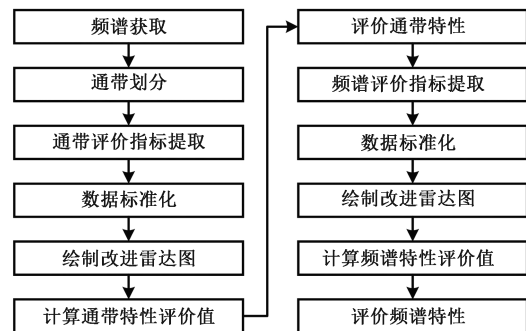 频谱获取
通带划分
通带评价指标提取
数据标准化
绘制改进雷达图
计算通带特性评价值
评价通带特性
频谱评价指标提取
数据标准化
绘制改进雷达图
计算频谱特性评价值
评价频谱特性